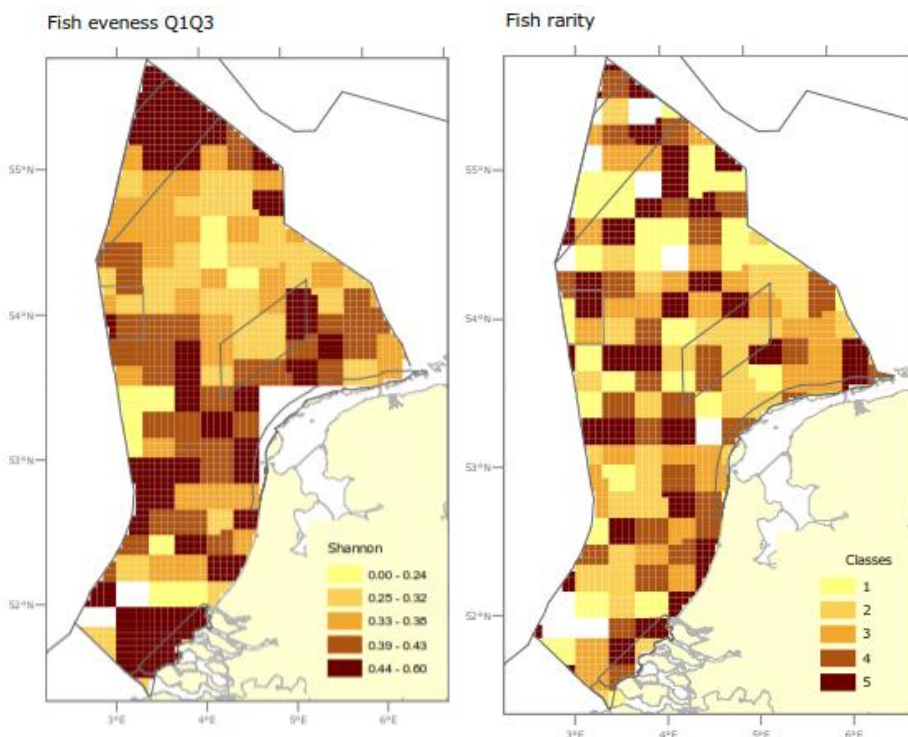 Fish eveness Q1Q3
55°N
54°N
53°N
52°N
3°E
4°E
5°E
6°E
Shannon
0.00 - 0.24
0.25 - 0.32
0.33 - 0.38
0.39 - 0.43
0.44 - 0.60
Fish rarity
55°N
54°N
53°N
52°N
3°E
4°E
5°E
6°E
Classes
1
2
3
4
5